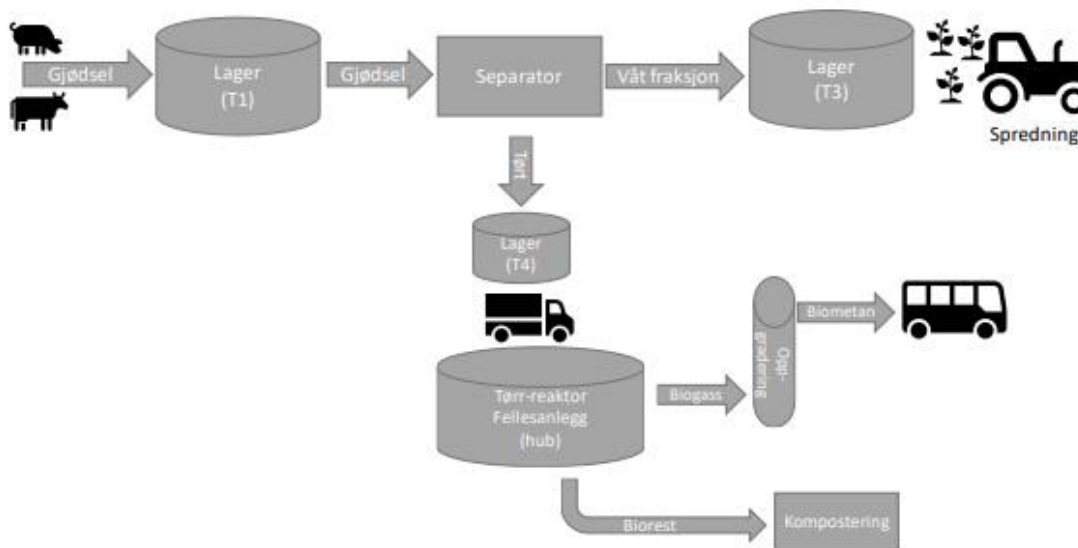 Gjødsel
Lager
(T1)
Gjødsel
Separator
Våt fraksjon
Lager
(T3)
Spredning
Tørt
Lager
(T4)
Tørr-reaktor
Fellesanlegg
(hub)
Biogass
Opp-
gradering
Biometan
Biorest
Kompostering